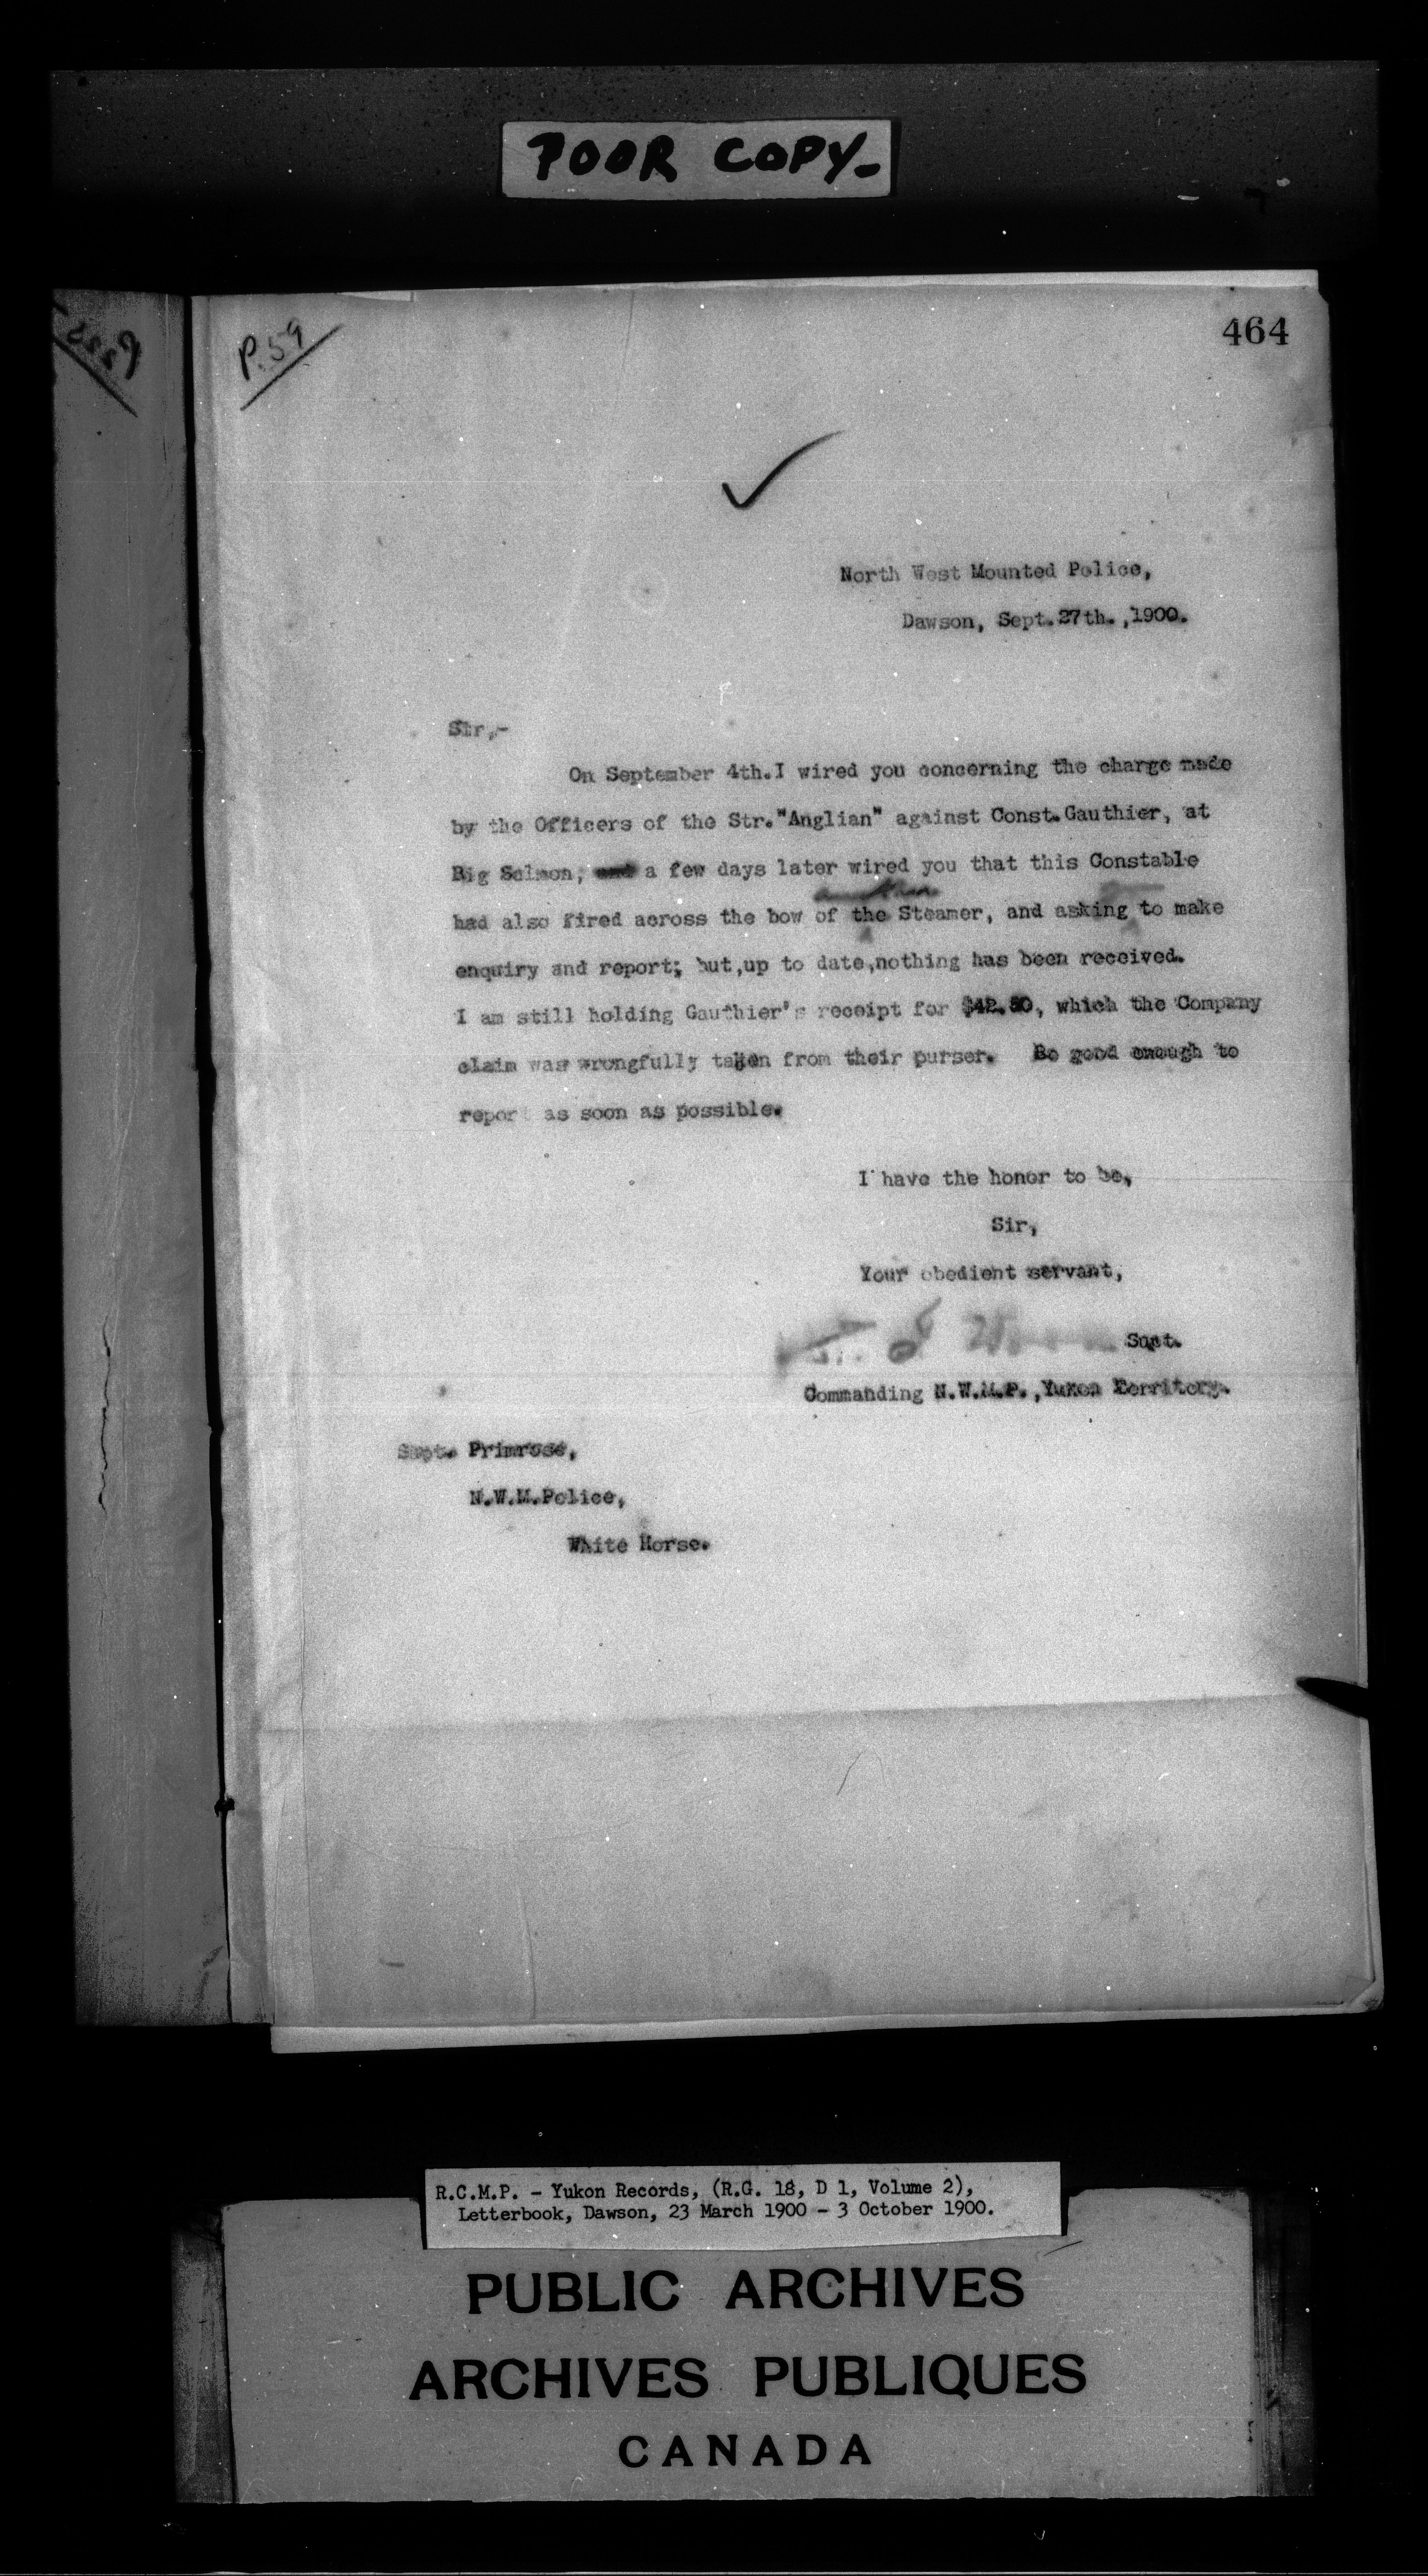 POOR COPY-
P.59
464
North West Mounted Police,
Dawson, Sept.27th.,1900.
Sir,-
On September 4th.I wired you concerning the charge made
by the Officers of the Str."Anglian" against Const.Gauthier, at
Big Salmon, and a few days later wired you that this Constable
another
had also fired across the bow of the Steamer, and asking to make
enquiry and report; but,up to date,nothing has been received.
I am still holding Gauthier's receipt for $42.50, which the Company
claim was wrongfully taken from their purser. Be good enough to
report as soon as possible.
I have the honor to be,
Sir,
Your obedient servant,
Supt.
Commanding N.W.M.P.,Yukon Territory.
Supt. Primrose,
N.W.M.Police,
White Horse.
R.C.M.P. - Yukon Records, (R.G. 18, D 1, Volume 2),
Letterbook, Dawson, 23 March 1900 - 3 October 1900.
PUBLIC ARCHIVES
ARCHIVES PUBLIQUES
CANADA